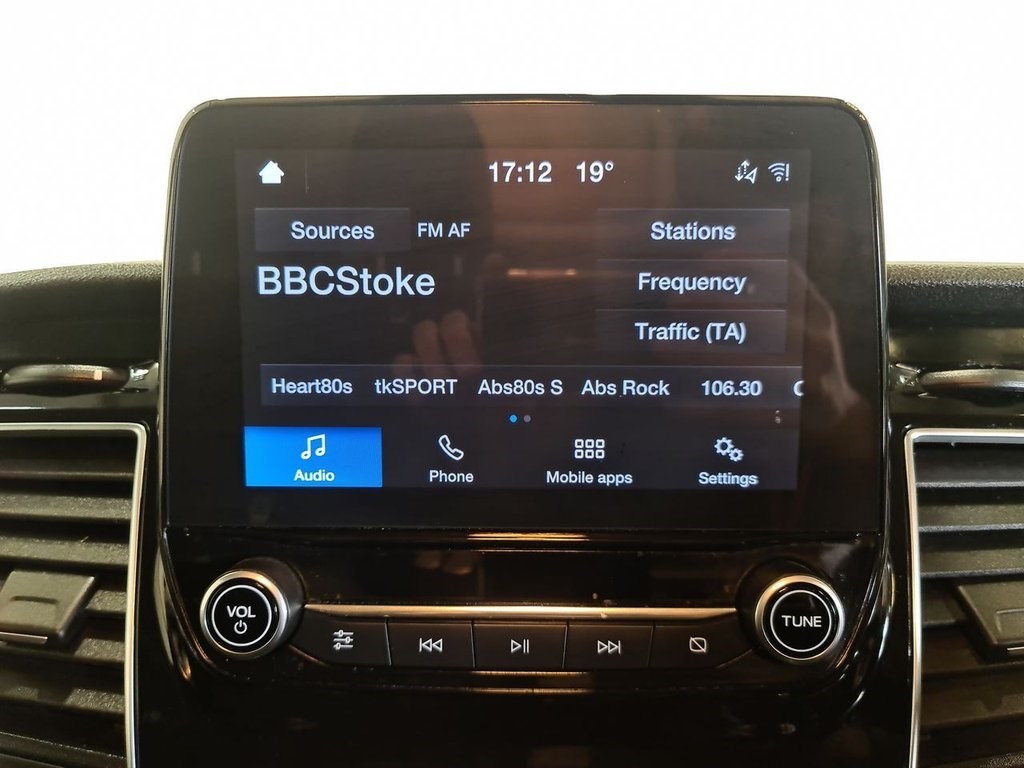 17:12 19°
Sources FM AF Stations
BBCStoke Frequency
Traffic (TA)
Heart80s tkSPORT Abs80s S Abs Rock 106.30
Audio Phone Mobile apps Settings
VOL TUNE